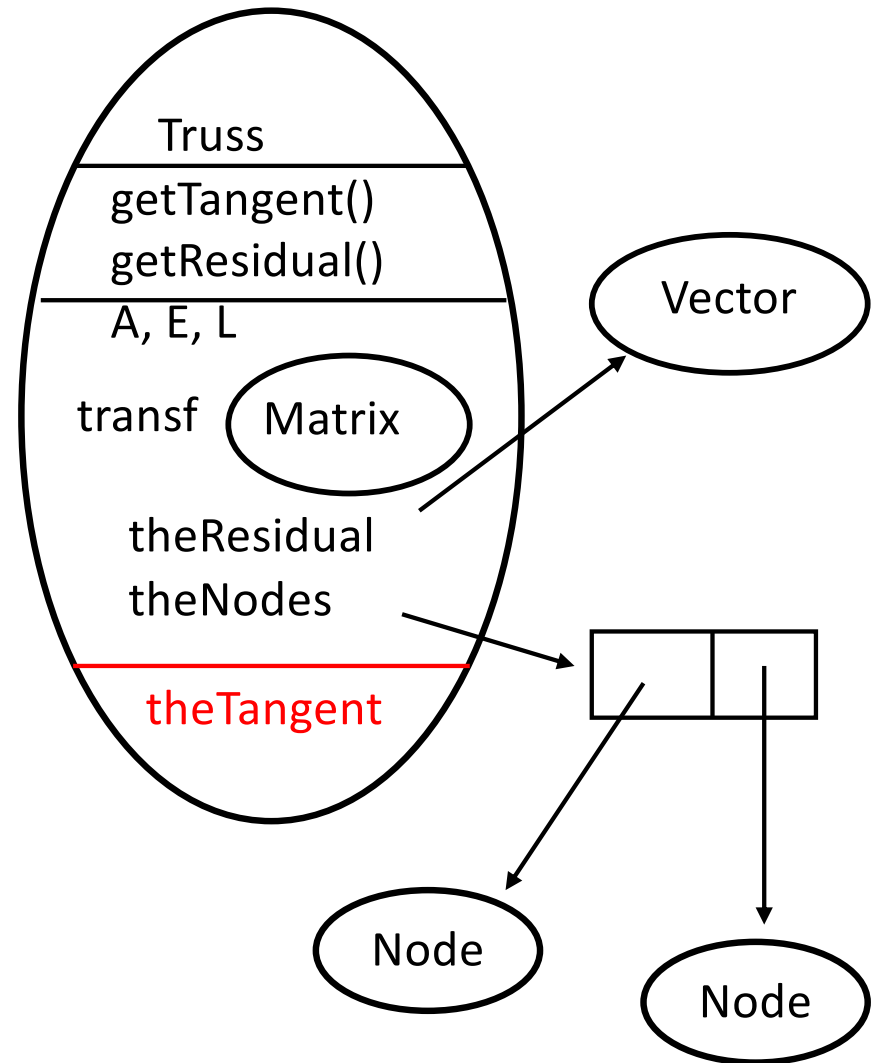 Truss
getTangent()
getResidual()
A, E, L
transf
Matrix
theResidual
theNodes
theTangent
Vector
Node
Node